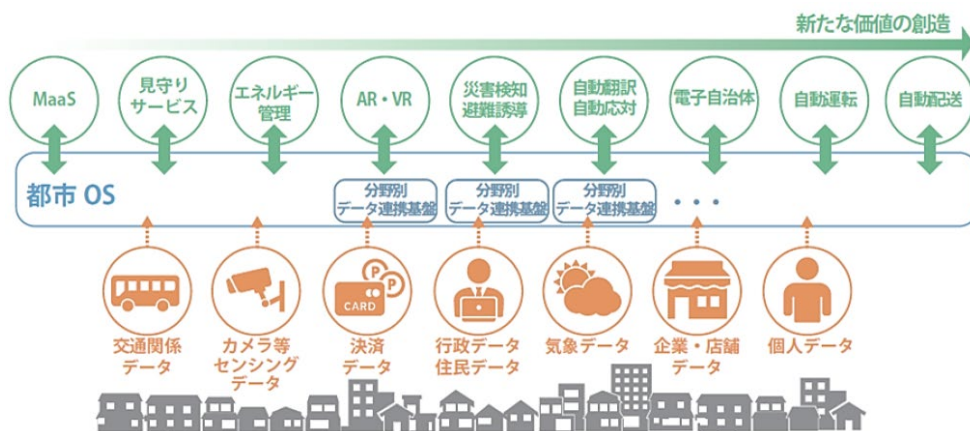 新たな価値の創造
MaaS
見守り
サービス
エネルギー
管理
AR・VR
災害検知
避難誘導
自動翻訳
自動応対
電子自治体
自動運転
自動配送
都市 OS
分野別
データ連携基盤
分野別
データ連携基盤
分野別
データ連携基盤
・・・
P
P
CARD
交通関係
データ
カメラ等
センシング
データ
決済
データ
行政データ
住民データ
気象データ
企業・店舗
データ
個人データ